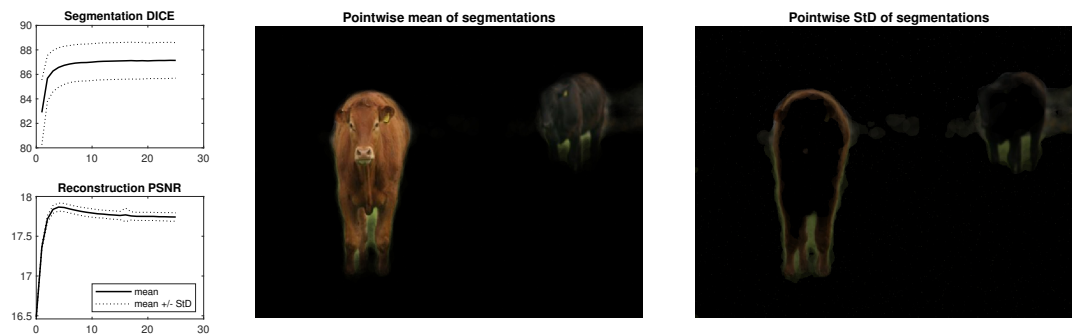 Segmentation DICE
90
88
86
84
82
80
0 10 20 30
Reconstruction PSNR
18
17.5
17
16.5
0 10 20 30
mean
mean +/- StD
Pointwise mean of segmentations
Pointwise StD of segmentations